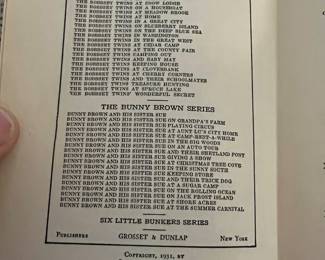 THE BOBBSEY TWINS AT SNOW LODGE
THE BOBBSEY TWINS ON A HOUSEBOAT
THE BOBBSEY TWINS AT MEADOW BROOK
THE BOBBSEY TWINS AT HOME
THE BOBBSEY TWINS IN A GREAT CITY
THE BOBBSEY TWINS ON BLUEBERRY ISLAND
THE BOBBSEY TWINS ON THE DEEP BLUE SEA
THE BOBBSEY TWINS IN WASHINGTON
THE BOBBSEY TWINS IN THE GREAT WEST
THE BOBBSEY TWINS AT CEDAR CAMP
THE BOBBSEY TWINS AT THE COUNTY FAIR
THE BOBBSEY TWINS CAMPING OUT
THE BOBBSEY TWINS AND BABY MAY
THE BOBBSEY TWINS KEEPING HOUSE
THE BOBBSEY TWINS AT CLOVERBANK
THE BOBBSEY TWINS AT CHERRY CORNERS
THE BOBBSEY TWINS AND THEIR SCHOOLMATES
THE BOBBSEY TWINS TREASURE HUNTING
THE BOBBSEY TWINS AT SPRUCE LAKE
THE BOBBSEY TWINS' WONDERFUL SECRET
THE BUNNY BROWN SERIES
BUNNY BROWN AND HIS SISTER SUE
BUNNY BROWN AND HIS SISTER SUE ON GRANDPA'S FARM
BUNNY BROWN AND HIS SISTER SUE PLAYING CIRCUS
BUNNY BROWN AND HIS SISTER SUE AT AUNT LU'S CITY HOME
BUNNY BROWN AND HIS SISTER SUE AT CAMP-REST-A-WHILE
BUNNY BROWN AND HIS SISTER SUE IN THE BIG WOODS
BUNNY BROWN AND HIS SISTER SUE ON AN AUTO TOUR
BUNNY BROWN AND HIS SISTER SUE AND THEIR SHETLAND PONY
BUNNY BROWN AND HIS SISTER SUE GIVING A SHOW
BUNNY BROWN AND HIS SISTER SUE AT CHRISTMAS TREE COVE
BUNNY BROWN AND HIS SISTER SUE IN THE SUNNY SOUTH
BUNNY BROWN AND HIS SISTER SUE KEEPING STORE
BUNNY BROWN AND HIS SISTER SUE AND THEIR TRICK DOG
BUNNY BROWN AND HIS SISTER SUE AT A SUGAR CAMP
BUNNY BROWN AND HIS SISTER SUE ON THE ROLLING OCEAN
BUNNY BROWN AND HIS SISTER SUE ON JACK FROST ISLAND
BUNNY BROWN AND HIS SISTER SUE AT SHORE ACRES
BUNNY BROWN AND HIS SISTER SUE AT THE SUMMER CARNIVAL
SIX LITTLE BUNKERS SERIES
Publishers GROSSET & DUNLAP New York
Copyright, 1931, by